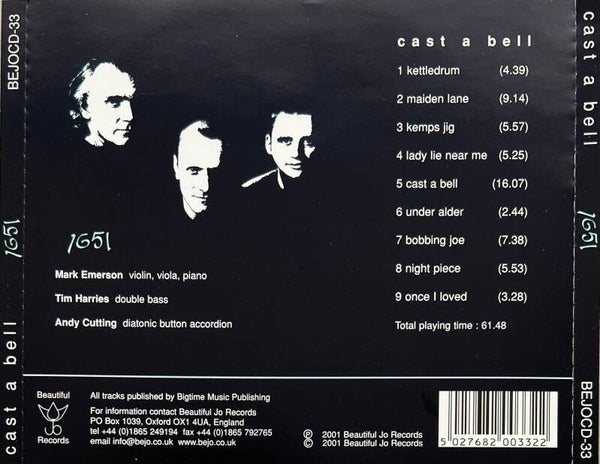 BEJOCD-33
1651
cast a bell
cast a bell
1 kettledrum (4.39)
2 maiden lane (9.14)
3 kemps jig (5.57)
4 lady lie near me (5.25)
5 cast a bell (16.07)
6 under alder (2.44)
7 bobbing joe (7.38)
8 night piece (5.53)
9 once I loved (3.28)
Total playing time : 61.48
1651
Mark Emerson violin, viola, piano
Tim Harries double bass
Andy Cutting diatonic button accordion
Beautiful
Jo
Records
All tracks published by Bigtime Music Publishing
For information contact Beautiful Jo Records
PO Box 1039, Oxford OX1 4UA, England
tel +44 (0)1865 249194 fax +44 (0)1865 792765
email info@bejo.co.uk www.bejo.co.uk
℗ 2001 Beautiful Jo Records
© 2001 Beautiful Jo Records
5 027682 003322
cast a bell
1651
BEJOCD-33